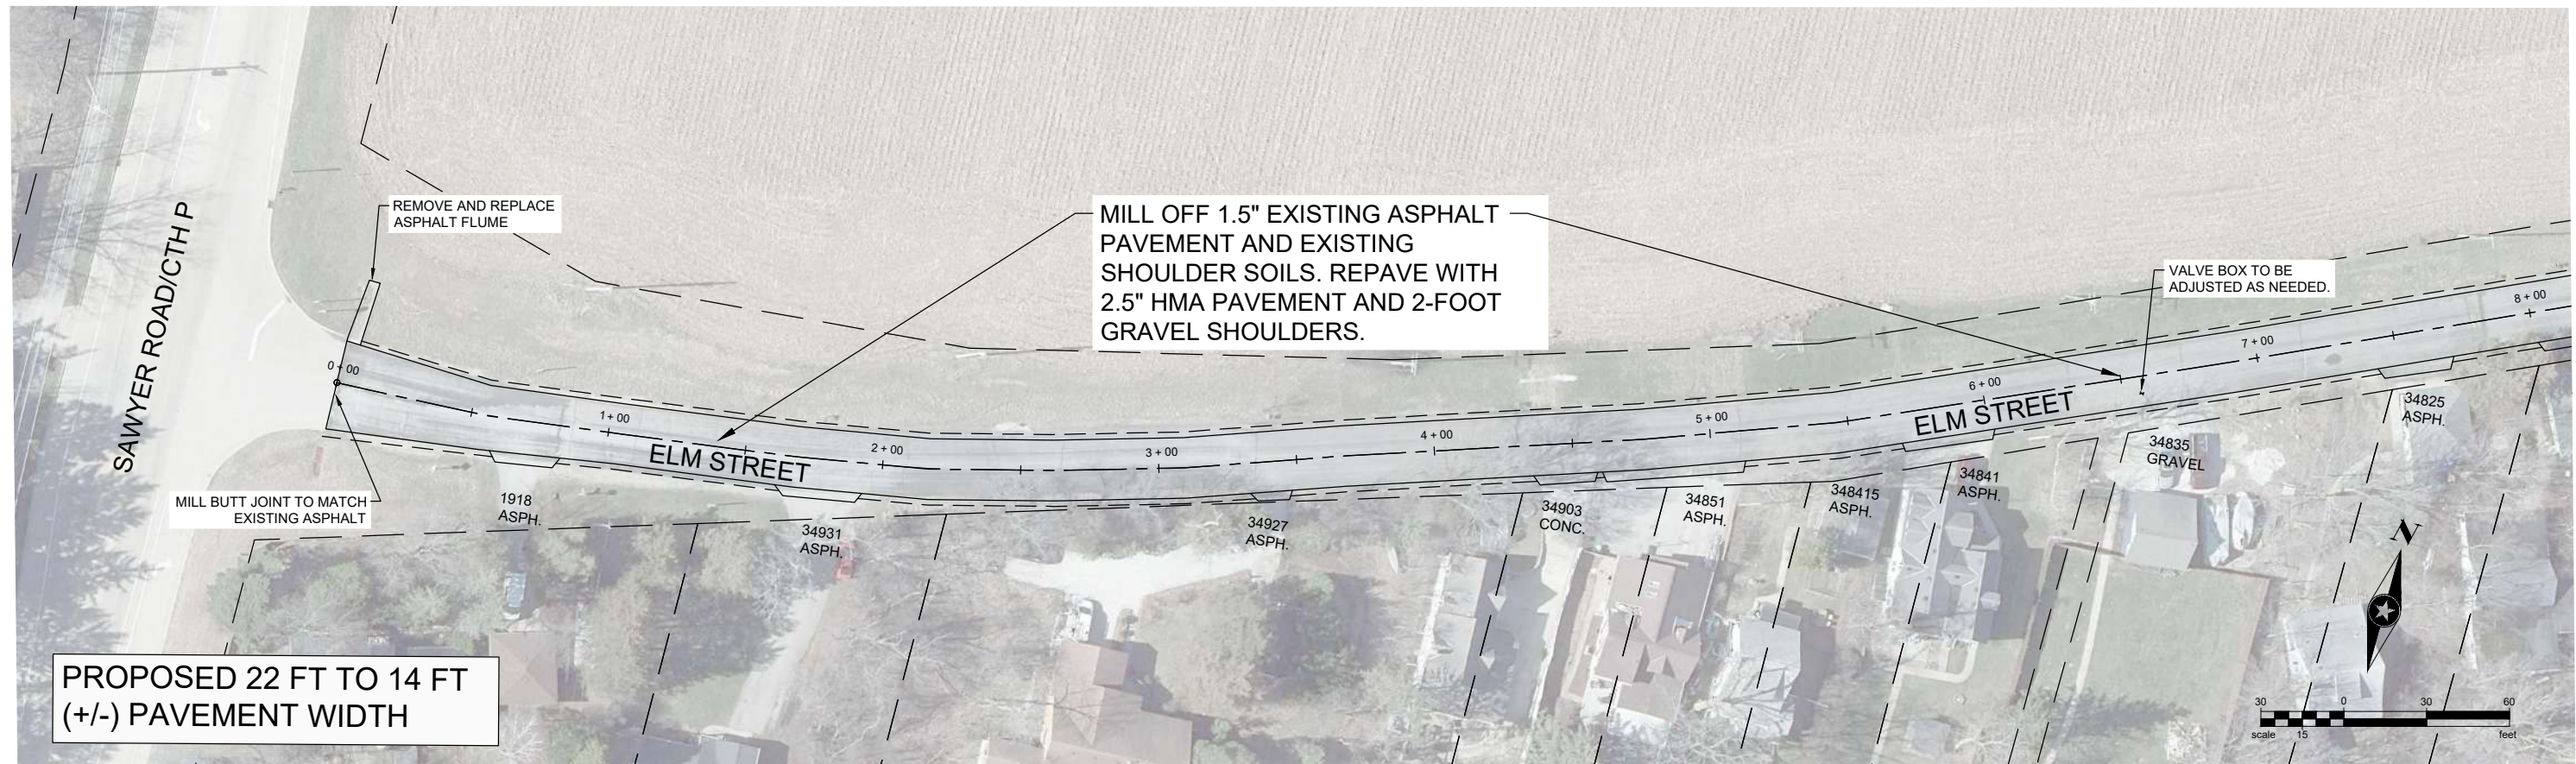 SAWYER ROAD/CTH P
REMOVE AND REPLACE
ASPHALT FLUME
MILL OFF 1.5" EXISTING ASPHALT
PAVEMENT AND EXISTING
SHOULDER SOILS. REPAVE WITH
2.5" HMA PAVEMENT AND 2-FOOT
GRAVEL SHOULDERS.
VALVE BOX TO BE
ADJUSTED AS NEEDED.
0 + 00
1 + 00
2 + 00
3 + 00
4 + 00
5 + 00
6 + 00
7 + 00
8 + 00
ELM STREET
ELM STREET
MILL BUTT JOINT TO MATCH
EXISTING ASPHALT
1918
ASPH.
34931
ASPH.
34927
ASPH.
34903
CONC.
34851
ASPH.
348415
ASPH.
34841
ASPH.
34835
GRAVEL
34825
ASPH.
N
PROPOSED 22 FT TO 14 FT
(+/-) PAVEMENT WIDTH
30 0 30 60
scale 15 feet